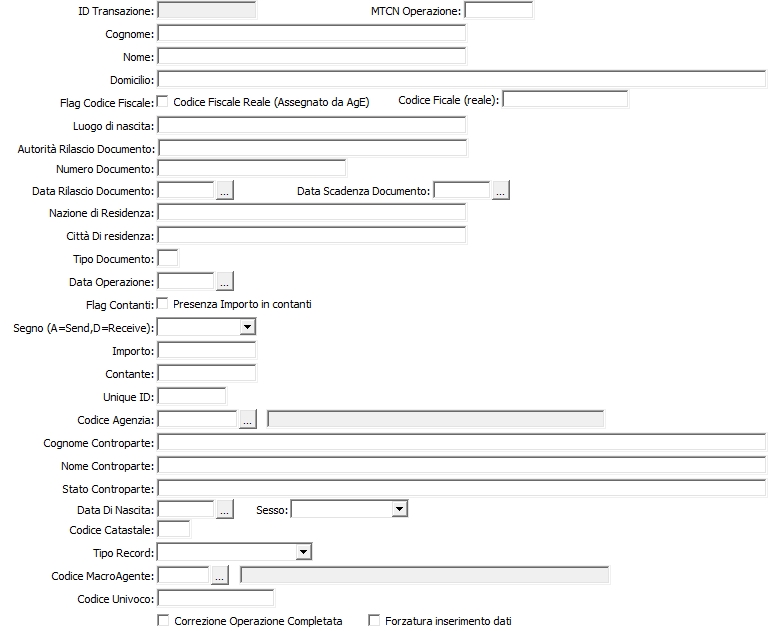 ID Transazione: MTCN Operazione:
Cognome:
Nome:
Domicilio:
Flag Codice Fiscale: Codice Fiscale Reale (Assegnato da AgE) Codice Ficale (reale):
Luogo di nascita:
Autorità Rilascio Documento:
Numero Documento:
Data Rilascio Documento: ... Data Scadenza Documento: ...
Nazione di Residenza:
Città Di residenza:
Tipo Documento:
Data Operazione: ...
Flag Contanti: Presenza Importo in contanti
Segno (A=Send,D=Receive):
Importo:
Contante:
Unique ID:
Codice Agenzia: ...
Cognome Controparte:
Nome Controparte:
Stato Controparte:
Data Di Nascita: ... Sesso:
Codice Catastale:
Tipo Record:
Codice MacroAgente: ...
Codice Univoco:
Correzione Operazione Completata Forzatura inserimento dati